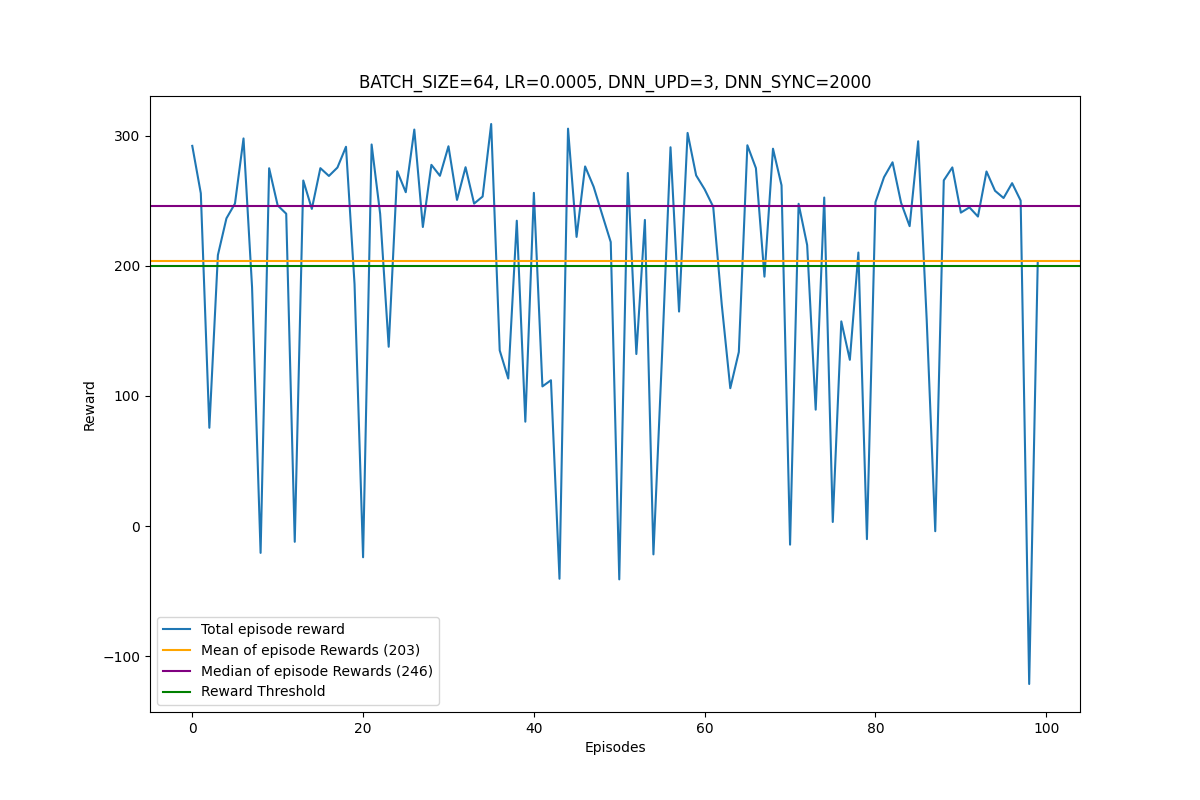 BATCH_SIZE=64, LR=0.0005, DNN_UPD=3, DNN_SYNC=2000
300
200
100
0
−100
Reward
Total episode reward
Mean of episode Rewards (203)
Median of episode Rewards (246)
Reward Threshold
0 20 40 60 80 100
Episodes